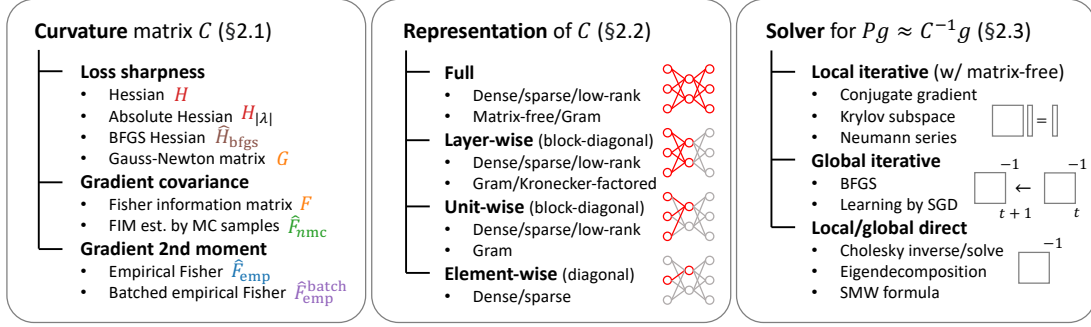 Curvature matrix C (§2.1)
Loss sharpness
• Hessian H
• Absolute Hessian H|λ|
• BFGS Hessian Ĥbfgs
• Gauss-Newton matrix G
Gradient covariance
• Fisher information matrix F
• FIM est. by MC samples F̂nmc
Gradient 2nd moment
• Empirical Fisher F̂emp
• Batched empirical Fisher F̂emp^batch
Representation of C (§2.2)
Full
• Dense/sparse/low-rank
• Matrix-free/Gram
Layer-wise (block-diagonal)
• Dense/sparse/low-rank
• Gram/Kronecker-factored
Unit-wise (block-diagonal)
• Dense/sparse/low-rank
• Gram
Element-wise (diagonal)
• Dense/sparse
Solver for Pg ≈ C⁻¹g (§2.3)
Local iterative (w/ matrix-free)
• Conjugate gradient
• Krylov subspace
• Neumann series
=
Global iterative
• BFGS
• Learning by SGD
−1 ← −1
t + 1 t
Local/global direct
• Cholesky inverse/solve
• Eigendecomposition
• SMW formula
−1